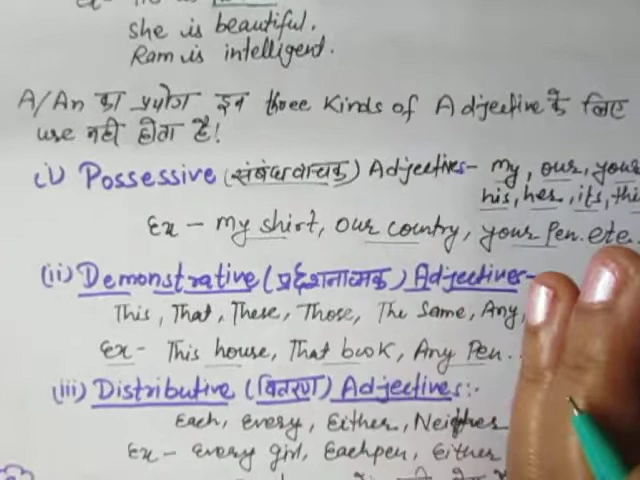 she is beautiful.
Ram is intelligent.
A/An का प्रयोग इन three kinds of Adjective के लिए
use नही होता है!
(i) Possessive (संबंधवाचक) Adjectives- my, our, your
his, her, its,
Ex - my shirt, our country, your Pen. etc.
(ii) Demonstrative (प्रदेशनात्मक) Adjectives-
This, That, These, Those, The Same, Any,
Ex- This house, That book, Any Pen..
(iii) Distributive (वितरण) Adjectives:-
Each, every, Either, Neither
Ex - every girl, Eachpen, Either